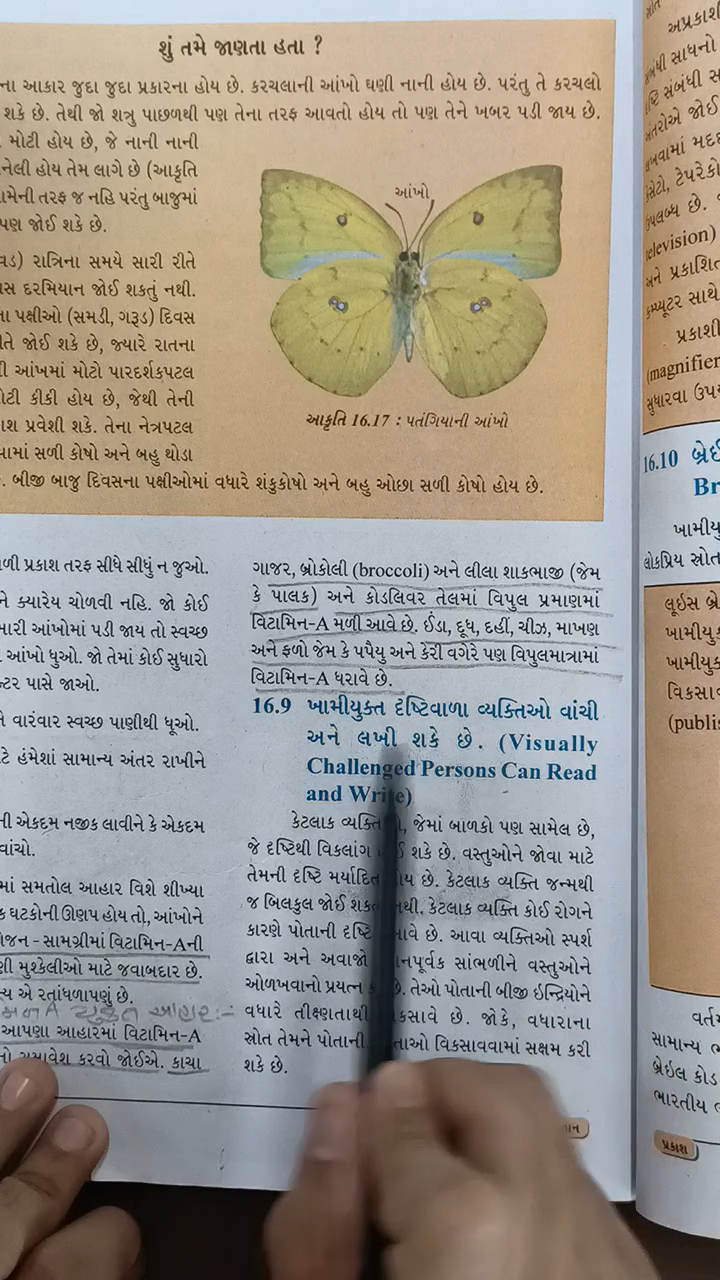 શું તમે જાણતા હતા ?
ના આકાર જુદા જુદા પ્રકારના હોય છે. કરચલાની આંખો ઘણી નાની હોય છે. પરંતુ તે કરચલો
શકે છે. તેથી જો શત્રુ પાછળથી પણ તેના તરફ આવતો હોય તો પણ તેને ખબર પડી જાય છે.
મોટી હોય છે, જે નાની નાની
નેલી હોય તેમ લાગે છે (આકૃતિ
ામેની તરફ જ નહિ પરંતુ બાજુમાં
પણ જોઈ શકે છે.
વડ) રાત્રિના સમયે સારી રીતે
સ દરમિયાન જોઈ શકતું નથી.
ના પક્ષીઓ (સમડી, ગરૂડ) દિવસ
તે જોઈ શકે છે, જ્યારે રાતના
ી આંખમાં મોટો પારદર્શકપટલ
ોટી કીકી હોય છે, જેથી તેની
ાશ પ્રવેશી શકે. તેના નેત્રપટલ
ામાં સળી કોષો અને બહુ થોડા
. બીજી બાજુ દિવસના પક્ષીઓમાં વધારે શંકુકોષો અને બહુ ઓછા સળી કોષો હોય છે.
આંખો
આકૃતિ 16.17 : પતંગિયાની આંખો
ળી પ્રકાશ તરફ સીધે સીધું ન જુઓ.
ને ક્યારેય ચોળવી નહિ. જો કોઈ
મારી આંખોમાં પડી જાય તો સ્વચ્છ
આંખો ધુઓ. જો તેમાં કોઈ સુધારો
ક્ટર પાસે જાઓ.
ને વારંવાર સ્વચ્છ પાણીથી ધૂઓ.
ટે હંમેશાં સામાન્ય અંતર રાખીને
ની એકદમ નજીક લાવીને કે એકદમ
વાંચો.
માં સમતોલ આહાર વિશે શીખ્યા
ક ઘટકોની ઊણપ હોય તો, આંખોને
ોજન - સામગ્રીમાં વિટામિન-Aની
ણી મુશ્કેલીઓ માટે જવાબદાર છે.
ત્ય એ રતાંધળાપણું છે.
A યુક્ત આહાર:-
આપણા આહારમાં વિટામિન-A
તો સમાવેશ કરવો જોઈએ. કાચા
ગાજર, બ્રોકોલી (broccoli) અને લીલા શાકભાજી (જેમ
કે પાલક) અને કોડલિવર તેલમાં વિપુલ પ્રમાણમાં
વિટામિન-A મળી આવે છે. ઈંડા, દૂધ, દહીં, ચીઝ, માખણ
અને ફળો જેમ કે પપૈયુ અને કેરી વગેરે પણ વિપુલમાત્રામાં
વિટામિન-A ધરાવે છે.
16.9 ખામીયુક્ત દૃષ્ટિવાળા વ્યક્તિઓ વાંચી
અને લખી શકે છે. (Visually
Challenged Persons Can Read
and Write)
કેટલાક વ્યક્તિ , જેમાં બાળકો પણ સામેલ છે,
જે દૃષ્ટિથી વિકલાંગ ઈ શકે છે. વસ્તુઓને જોવા માટે
તેમની દૃષ્ટિ મર્યાદિત ોય છે. કેટલાક વ્યક્તિ જન્મથી
જ બિલકુલ જોઈ શકત નથી. કેટલાક વ્યક્તિ કોઈ રોગને
કારણે પોતાની દૃષ્ટિ ાવે છે. આવા વ્યક્તિઓ સ્પર્શ
દ્વારા અને અવાજો ાનપૂર્વક સાંભળીને વસ્તુઓને
ઓળખવાનો પ્રયત્ન ક છે. તેઓ પોતાની બીજી ઇન્દ્રિયોને
વધારે તીક્ષ્ણતાથી કસાવે છે. જોકે, વધારાના
સ્રોત તેમને પોતાની તાઓ વિકસાવવામાં સક્ષમ કરી
શકે છે.
અપ્રકાશ
બંધી સાધનો
ષ્ટિ સંબંધી સ
ંતરોએ જોઈ
ખવામાં મદદ
સેટો, ટેપરેકો
ઉપલબ્ધ છે.
elevision)
અને પ્રકાશિત
કમ્પ્યૂટર સાથે
પ્રકાશી
(magnifier
સુધારવા ઉપ
16.10 બ્રેઈ
Br
ખામીયુ
લોકપ્રિય સ્રોત
લૂઇસ બ્રે
ખામીયુક
ખામીયુક
વિકસા
(publis
વર્ત
સામાન્ય ભ
બ્રેઇલ કોડ
ભારતીય ભ
પ્રકાશ